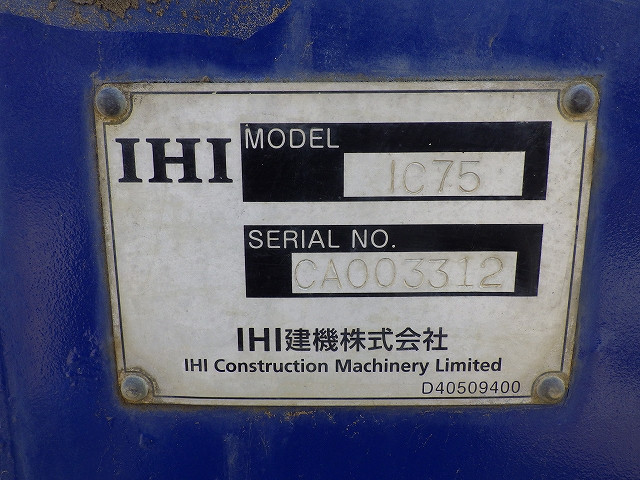 IHI
MODEL
IC75
SERIAL NO.
CA003312
IHI建機株式会社
IHI Construction Machinery Limited
D40509400